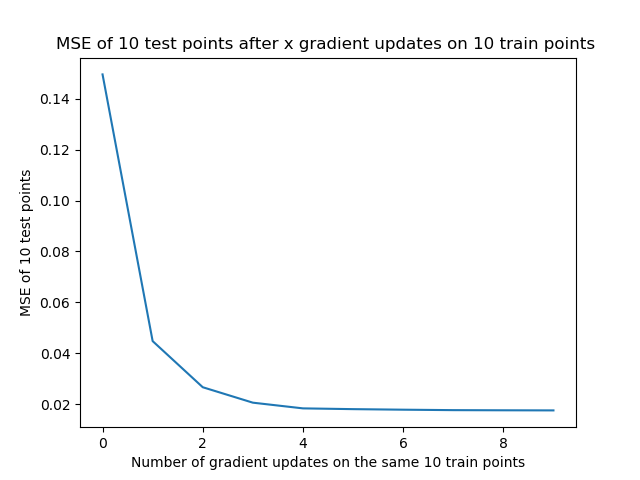 MSE of 10 test points after x gradient updates on 10 train points
0.14
0.12
0.10
0.08
0.06
0.04
0.02
MSE of 10 test points
0 2 4 6 8
Number of gradient updates on the same 10 train points